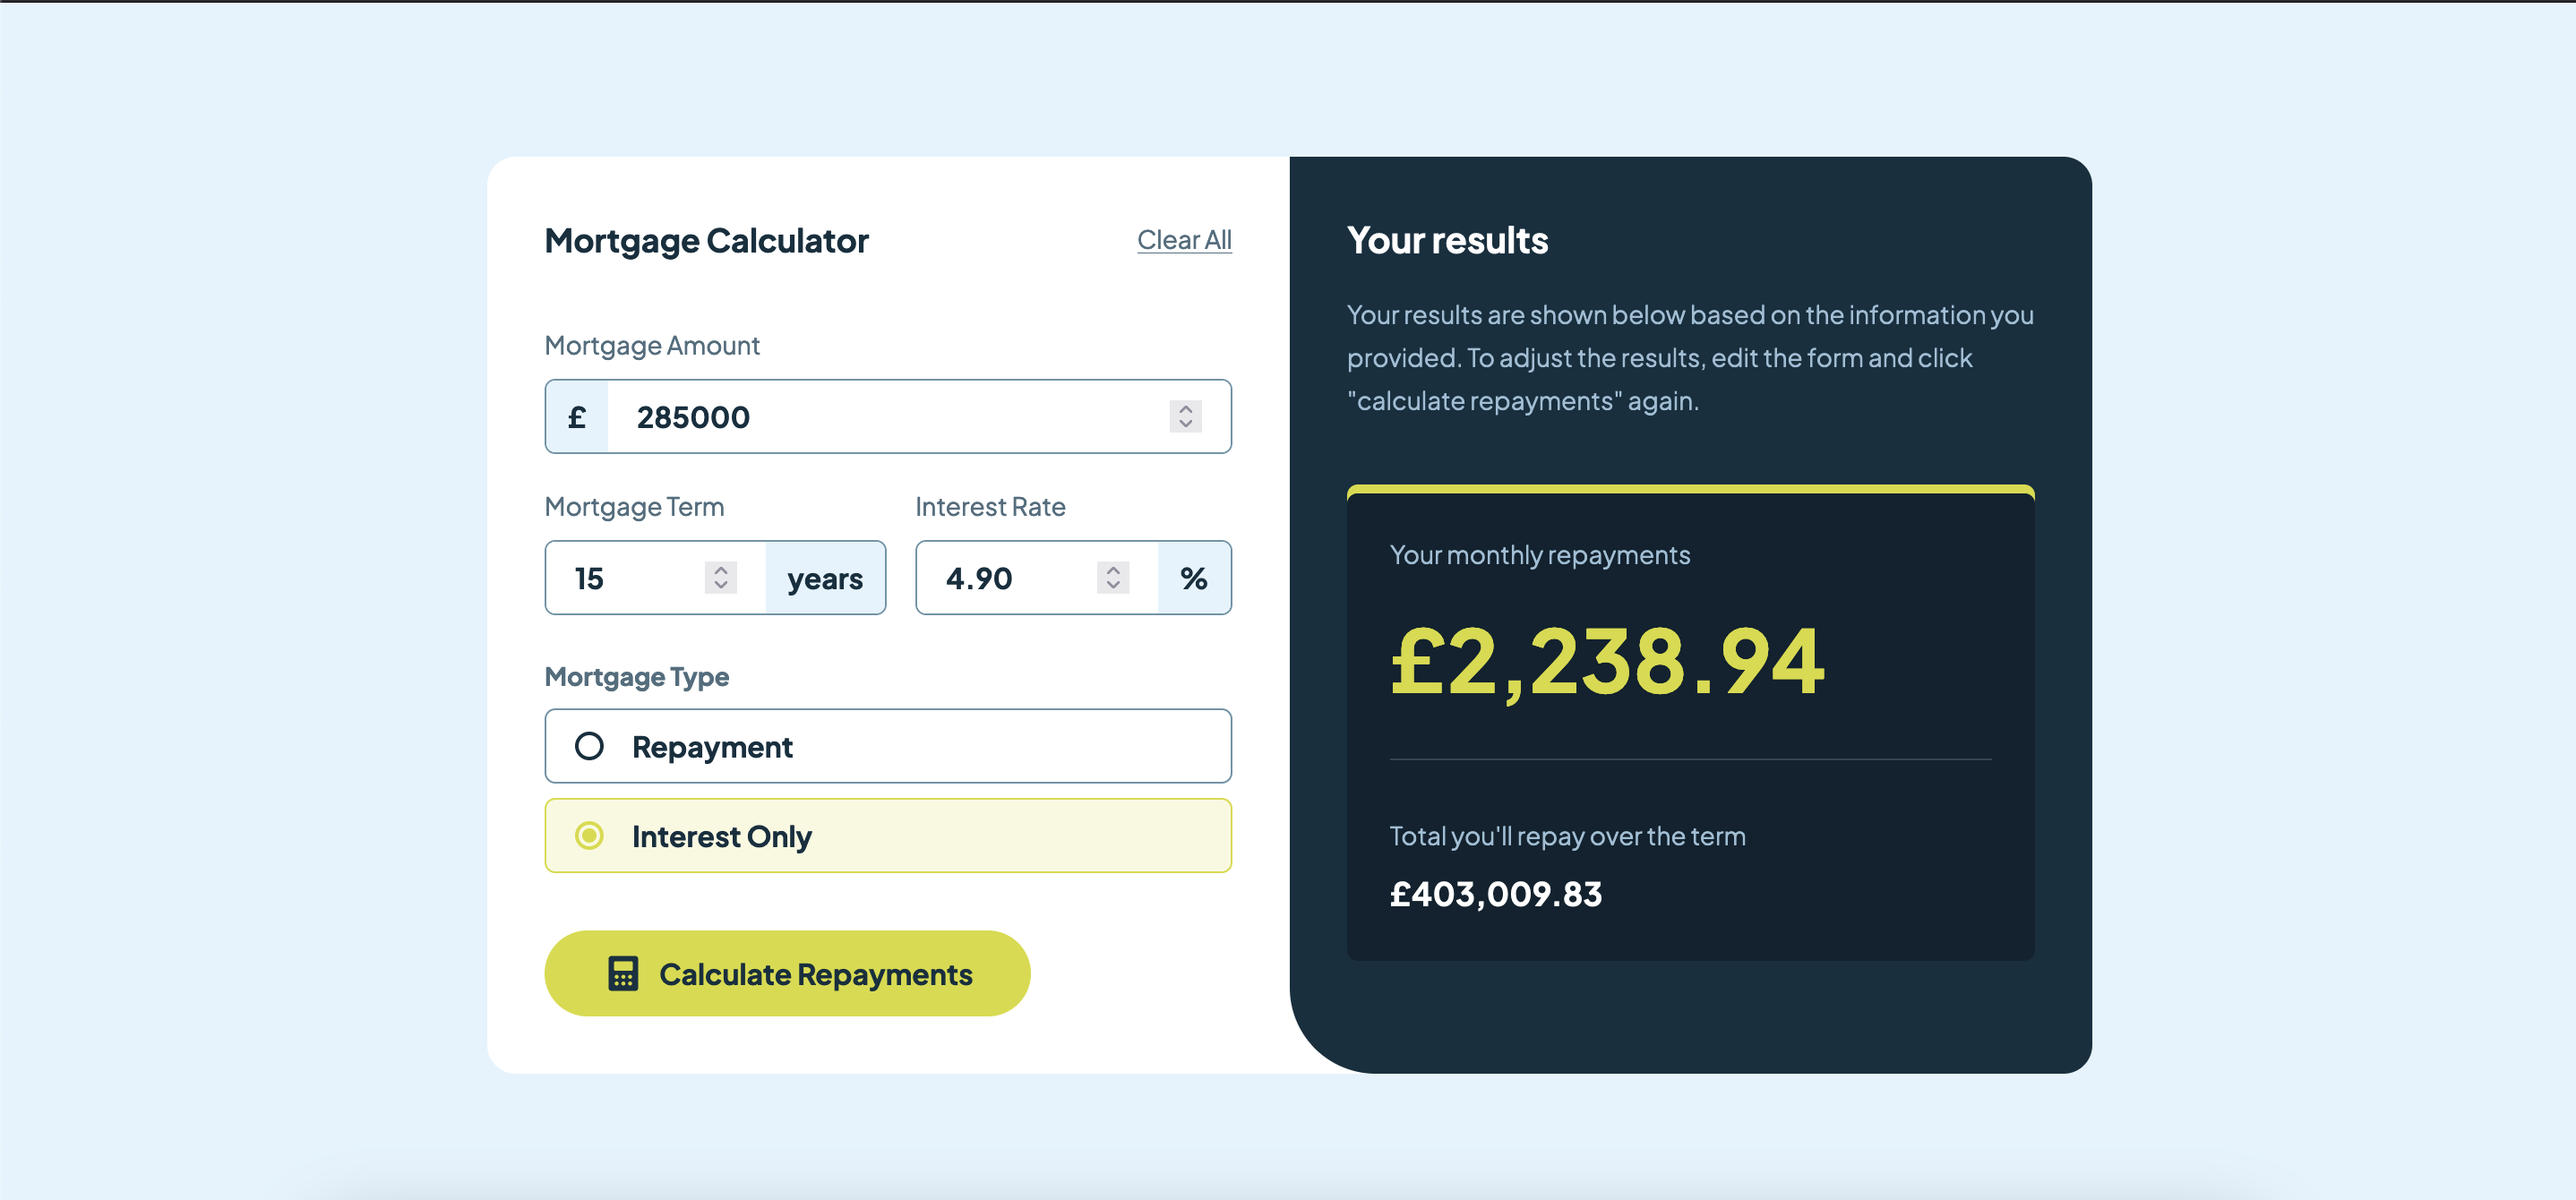 Mortgage Calculator
Clear All
Mortgage Amount
£ 285000
Mortgage Term
15 years
Interest Rate
4.90 %
Mortgage Type
Repayment
Interest Only
Calculate Repayments
Your results
Your results are shown below based on the information you
provided. To adjust the results, edit the form and click
"calculate repayments" again.
Your monthly repayments
£2,238.94
Total you'll repay over the term
£403,009.83